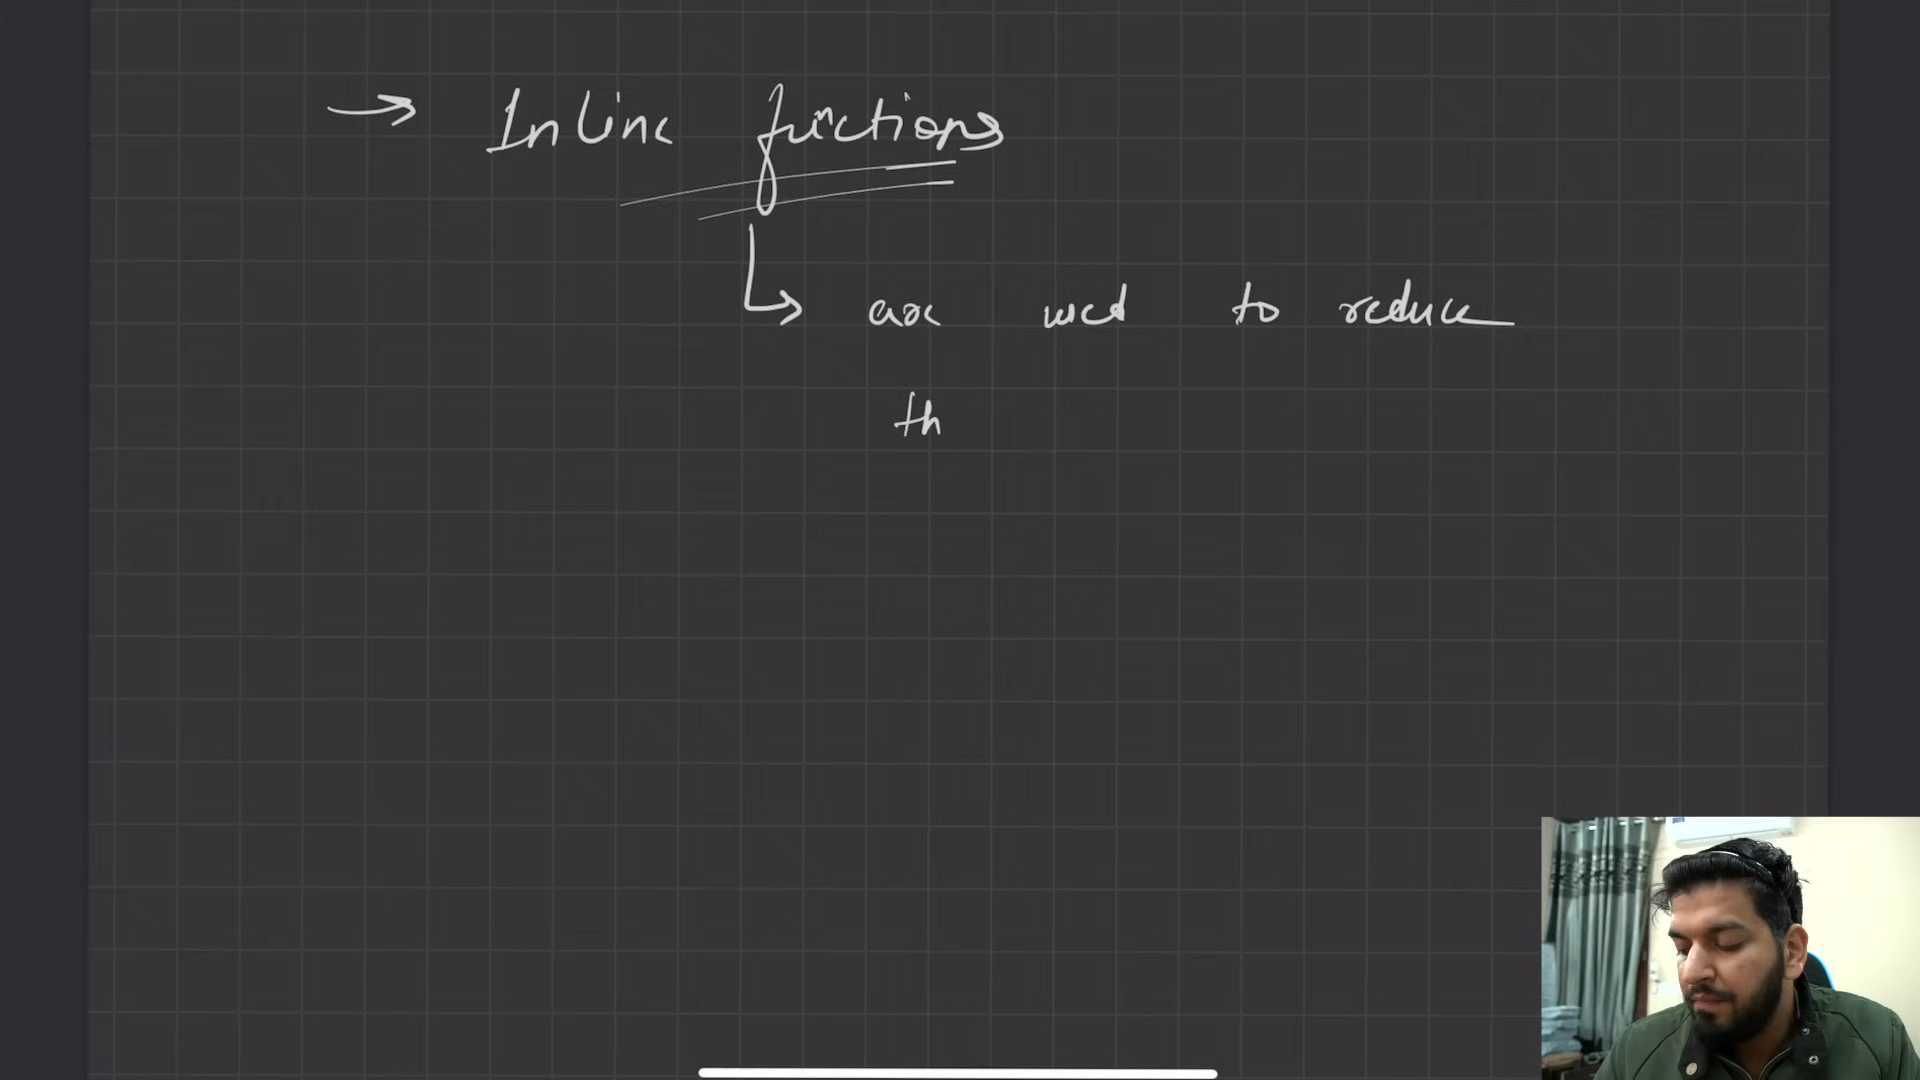 → Inline functions
↳ are used to reduce
th